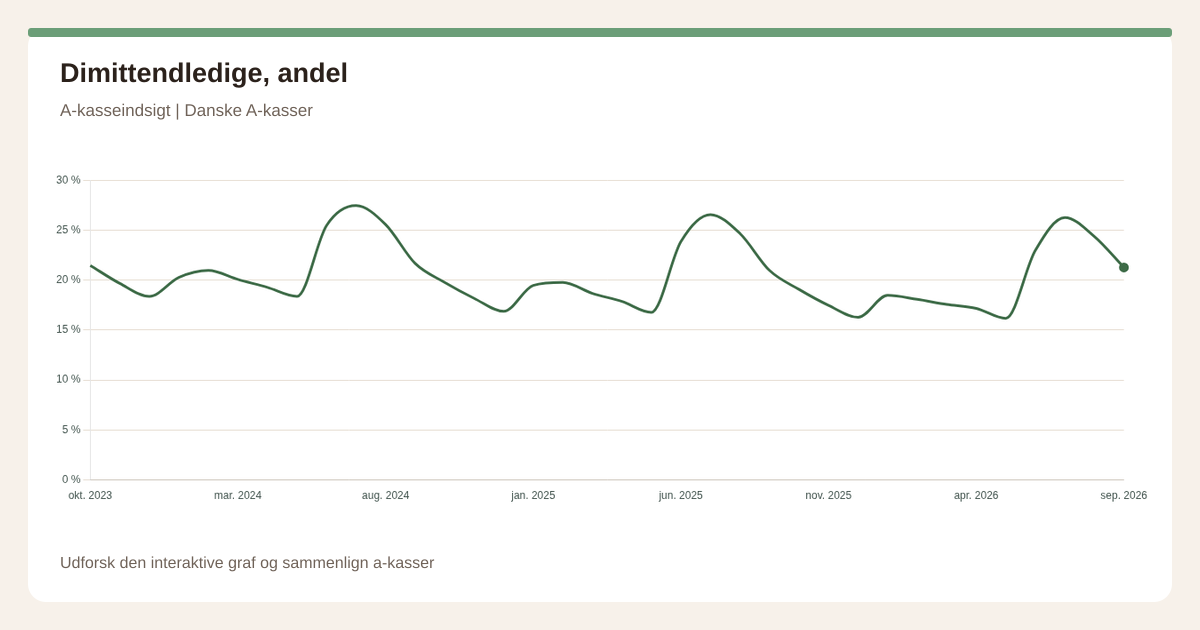 Dimittendledige, andel
A-kasseindsigt | Danske A-kasser
30 %
25 %
20 %
15 %
10 %
5 %
0 %
okt. 2023 mar. 2024 aug. 2024 jan. 2025 jun. 2025 nov. 2025 apr. 2026 sep. 2026
Udforsk den interaktive graf og sammenlign a-kasser